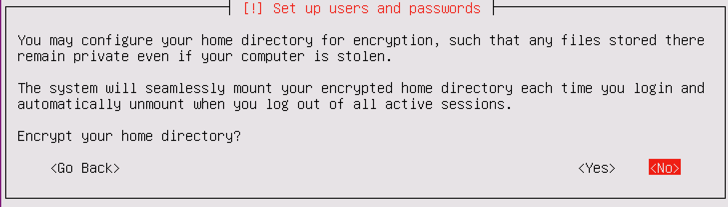 [!] Set up users and passwords
You may configure your home directory for encryption, such that any files stored there
remain private even if your computer is stolen.
The system will seamlessly mount your encrypted home directory each time you login and
automatically unmount when you log out of all active sessions.
Encrypt your home directory?
<Go Back> <Yes> <No>